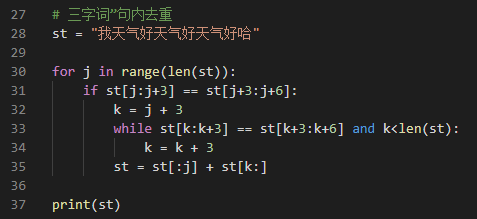 27 # 三字词”句内去重
28 st = "我天气好天气好天气好哈"
29
30 for j in range(len(st)):
31     if st[j:j+3] == st[j+3:j+6]:
32         k = j + 3
33         while st[k:k+3] == st[k+3:k+6] and k<len(st):
34             k = k + 3
35         st = st[:j] + st[k:]
36
37 print(st)